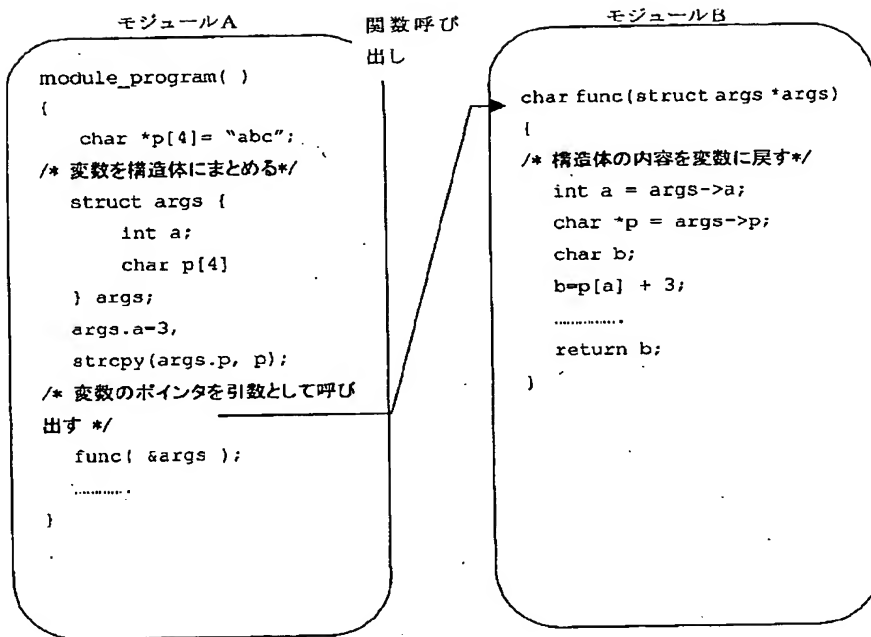 モジュールA
module_program( )
{
char *p[4]= “abc”;
/* 変数を構造体にまとめる*/
struct args {
int a;
char p[4]
} args;
args.a=3,
strcpy(args.p, p);
/* 変数のポインタを引数として呼び
出す */
func( &args );
..............
}
関数呼び
出し
モジュールB
char func(struct args *args)
{
/* 構造体の内容を変数に戻す*/
int a = args->a;
char *p = args->p;
char b;
b=p[a] + 3;
................
return b;
}